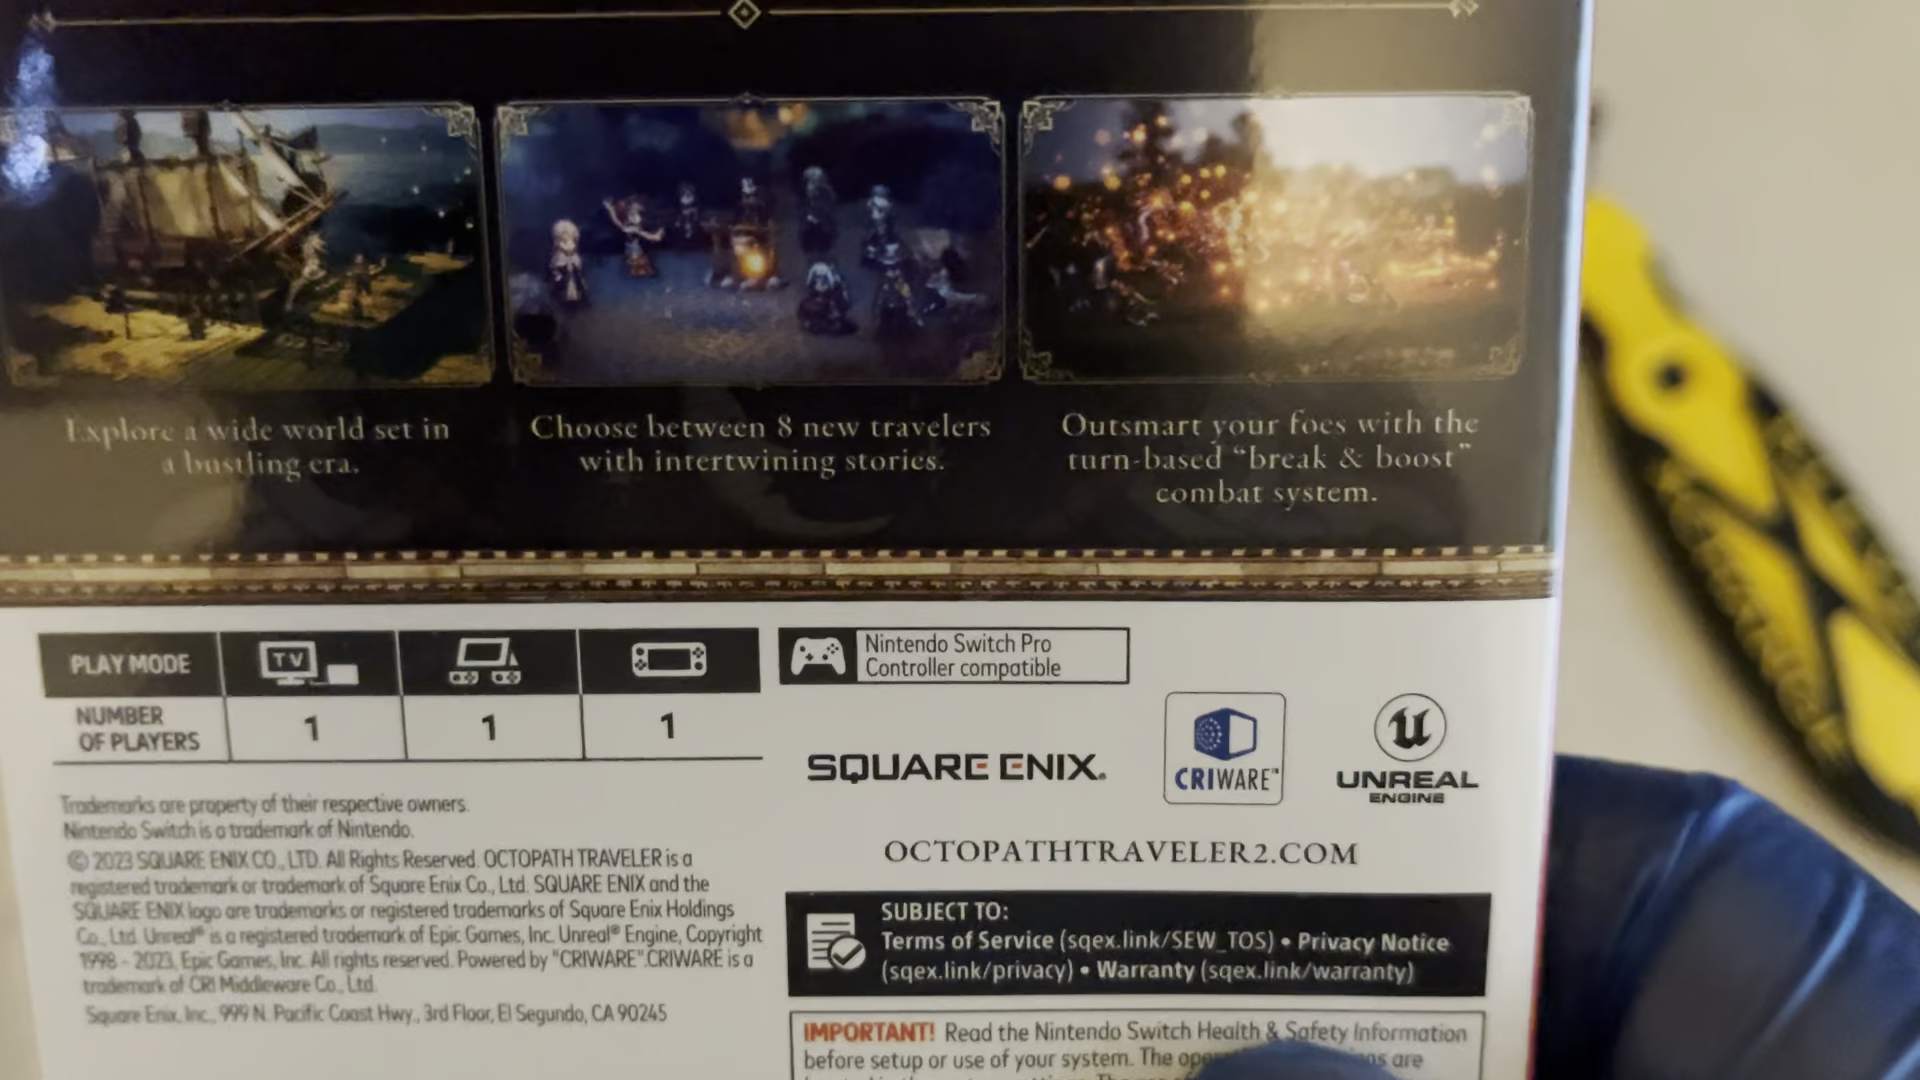 Explore a wide world set in
a bustling era.
Choose between 8 new travelers
with intertwining stories.
Outsmart your foes with the
turn-based “break & boost”
combat system.
PLAY MODE
TV
NUMBER
OF PLAYERS
1
1
1
Nintendo Switch Pro
Controller compatible
SQUARE ENIX.
CRIWARE™
UNREAL
ENGINE
OCTOPATHTRAVELER2.COM
Trademarks are property of their respective owners.
Nintendo Switch is a trademark of Nintendo.
© 2023 SQUARE ENIX CO., LTD. All Rights Reserved. OCTOPATH TRAVELER is a
registered trademark or trademark of Square Enix Co., Ltd. SQUARE ENIX and the
SQUARE ENIX logo are trademarks or registered trademarks of Square Enix Holdings
Co., Ltd. Unreal® is a registered trademark of Epic Games, Inc. Unreal® Engine, Copyright
1998 - 2023, Epic Games, Inc. All rights reserved. Powered by "CRIWARE".CRIWARE is a
trademark of CRI Middleware Co., Ltd.
Square Enix, Inc., 999 N. Pacific Coast Hwy., 3rd Floor, El Segundo, CA 90245
SUBJECT TO:
Terms of Service (sqex.link/SEW_TOS) • Privacy Notice
(sqex.link/privacy) • Warranty (sqex.link/warranty)
IMPORTANT! Read the Nintendo Switch Health & Safety Information
before setup or use of your system. The are